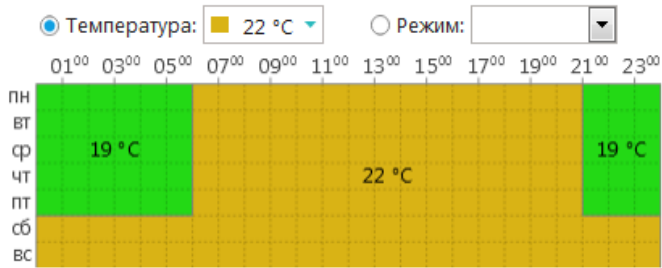 Температура: 22 °C Режим:
01⁰⁰ 03⁰⁰ 05⁰⁰ 07⁰⁰ 09⁰⁰ 11⁰⁰ 13⁰⁰ 15⁰⁰ 17⁰⁰ 19⁰⁰ 21⁰⁰ 23⁰⁰
пн
вт
ср 19 °C 19 °C
чт 22 °C
пт
сб
вс